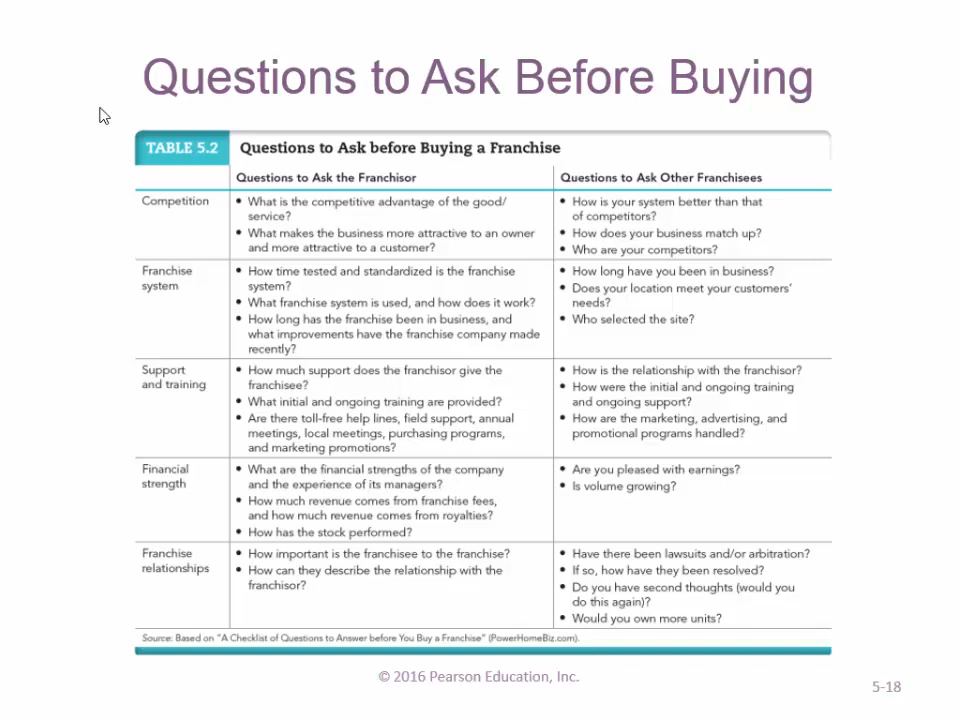 Questions to Ask Before Buying
TABLE 5.2 Questions to Ask before Buying a Franchise
Questions to Ask the Franchisor
Questions to Ask Other Franchisees
Competition
• What is the competitive advantage of the good/
service?
• What makes the business more attractive to an owner
and more attractive to a customer?
• How is your system better than that
of competitors?
• How does your business match up?
• Who are your competitors?
Franchise
system
• How time tested and standardized is the franchise
system?
• What franchise system is used, and how does it work?
• How long has the franchise been in business, and
what improvements have the franchise company made
recently?
• How long have you been in business?
• Does your location meet your customers'
needs?
• Who selected the site?
Support
and training
• How much support does the franchisor give the
franchisee?
• What initial and ongoing training are provided?
• Are there toll-free help lines, field support, annual
meetings, local meetings, purchasing programs,
and marketing promotions?
• How is the relationship with the franchisor?
• How were the initial and ongoing training
and ongoing support?
• How are the marketing, advertising, and
promotional programs handled?
Financial
strength
• What are the financial strengths of the company
and the experience of its managers?
• How much revenue comes from franchise fees,
and how much revenue comes from royalties?
• How has the stock performed?
• Are you pleased with earnings?
• Is volume growing?
Franchise
relationships
• How important is the franchisee to the franchise?
• How can they describe the relationship with the
franchisor?
• Have there been lawsuits and/or arbitration?
• If so, how have they been resolved?
• Do you have second thoughts (would you
do this again)?
• Would you own more units?
Source: Based on "A Checklist of Questions to Answer before You Buy a Franchise" (PowerHomeBiz.com).
© 2016 Pearson Education, Inc.
5-18